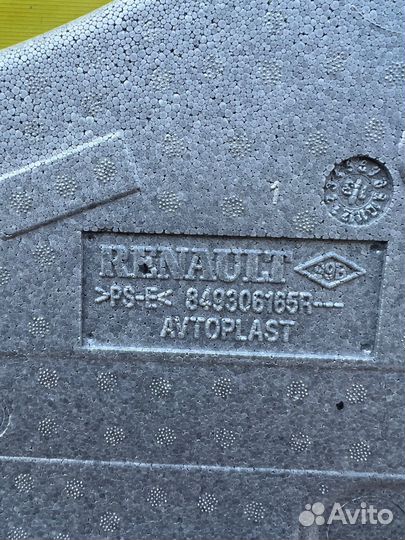 1
RENAULT
>PS-E< 849306165R---
AVTOPLAST
Avito